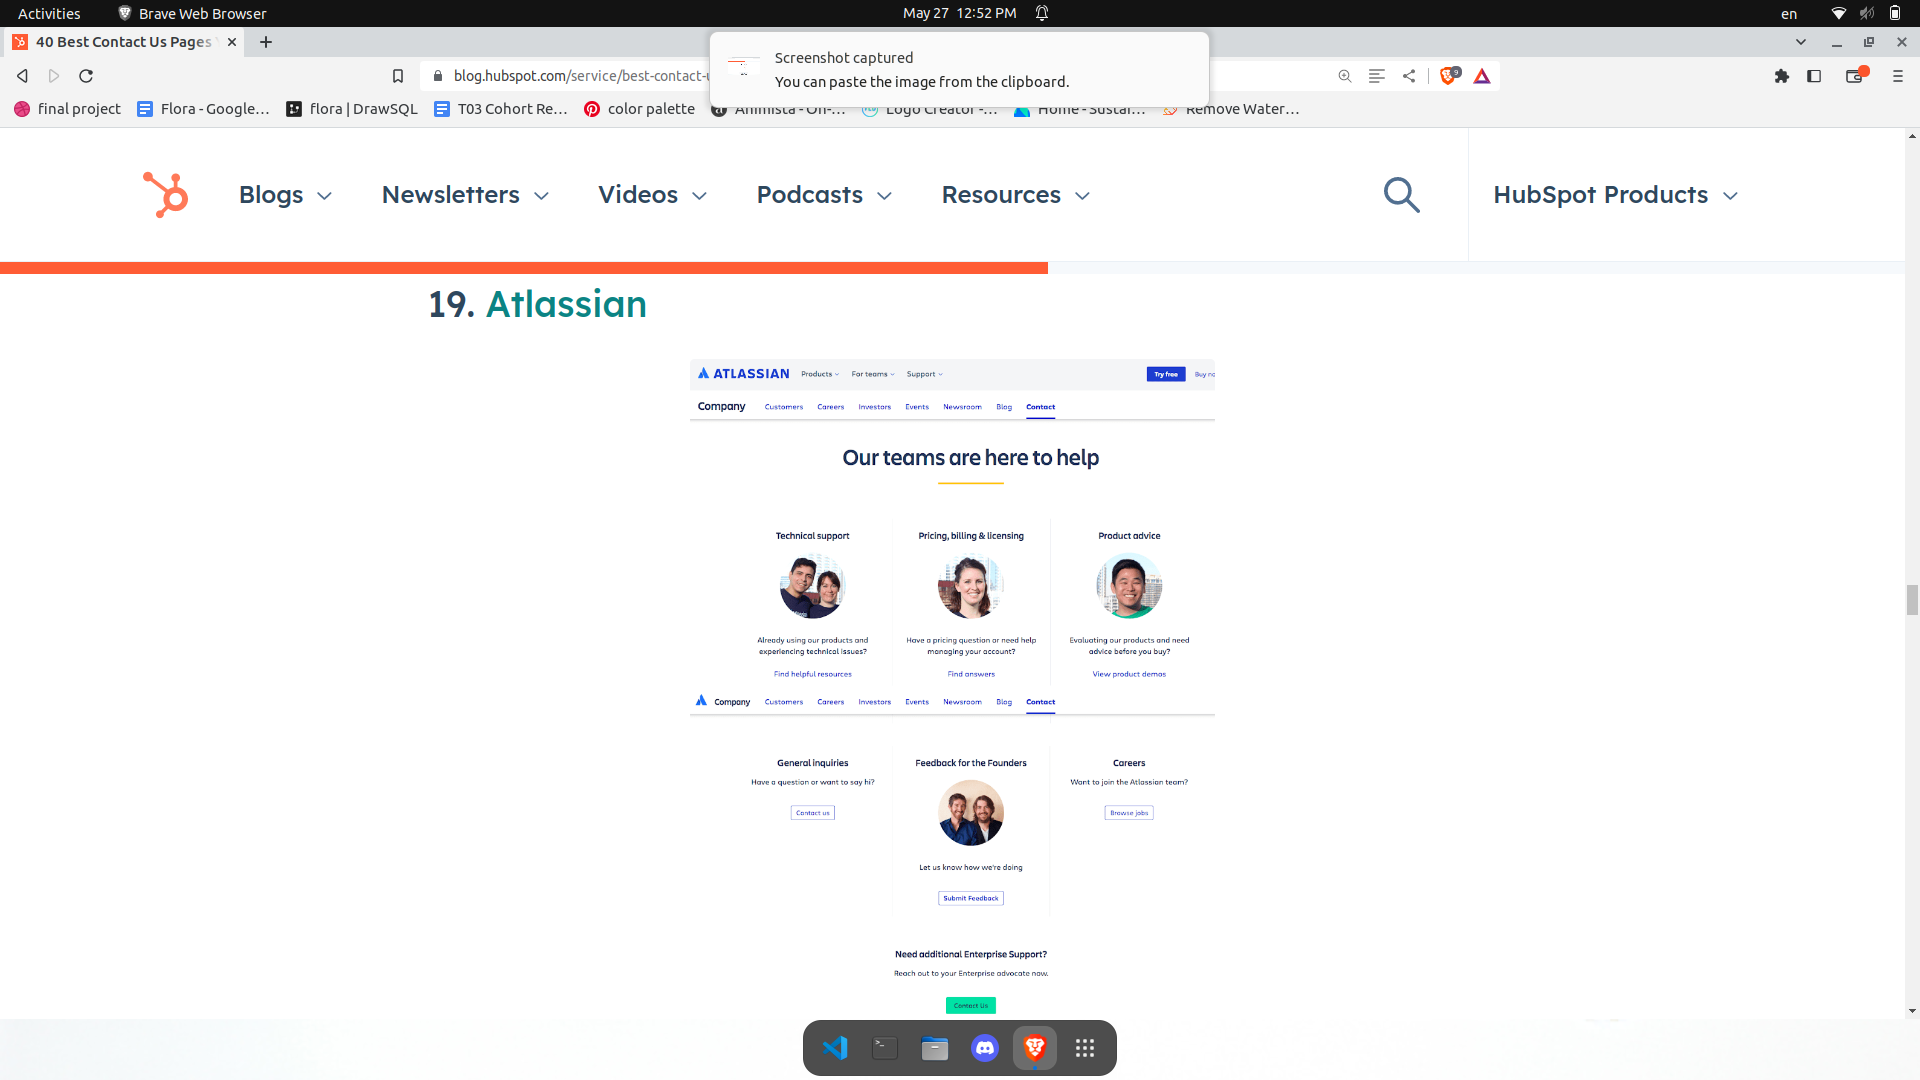 Activities Brave Web Browser May 27 12:52 PM en
40 Best Contact Us Pages
Screenshot captured
You can paste the image from the clipboard.
blog.hubspot.com/service/best-contact-u
9
final project Flora - Google... flora | DrawSQL T03 Cohort Re... color palette Animista - On-... Logo Creator -... Home - Sustai... Remove Water...
Blogs Newsletters Videos Podcasts Resources HubSpot Products
19. Atlassian
ATLASSIAN Products For teams Support Try free Buy no
Company Customers Careers Investors Events Newsroom Blog Contact
Our teams are here to help
Technical support Pricing, billing & licensing Product advice
Already using our products and experiencing technical issues?
Have a pricing question or need help managing your account?
Evaluating our products and need advice before you buy?
Find helpful resources Find answers View product demos
Company Customers Careers Investors Events Newsroom Blog Contact
General inquiries Feedback for the Founders Careers
Have a question or want to say hi? Want to join the Atlassian team?
Contact us Browse jobs
Let us know how we're doing
Submit Feedback
Need additional Enterprise Support?
Reach out to your Enterprise advocate now.
Contact Us